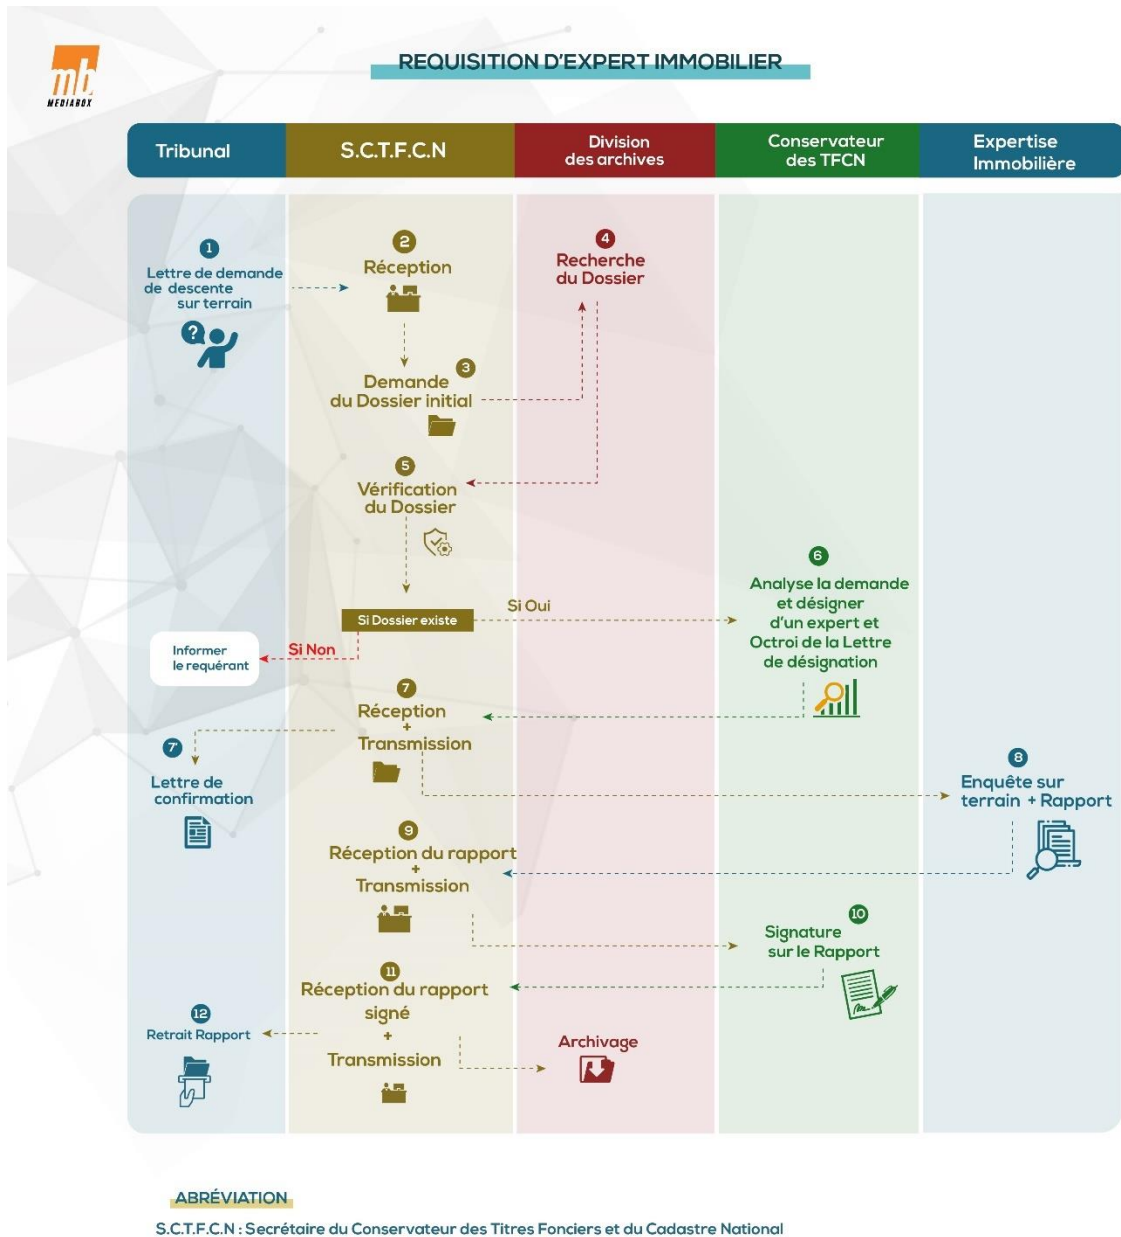 mb
MEDIABOX
REQUISITION D'EXPERT IMMOBILIER
Tribunal
S.C.T.F.C.N
Division
des archives
Conservateur
des TFCN
Expertise
Immobilière
1
Lettre de demande
de descente
sur terrain
?
2
Réception
3
Demande
du Dossier initial
4
Recherche
du Dossier
5
Vérification
du Dossier
Si Dossier existe
Si Oui
Si Non
Informer
le requérant
6
Analyse la demande
et désigner
d'un expert et
Octroi de la Lettre
de désignation
7
Réception
+
Transmission
7'
Lettre de
confirmation
8
Enquête sur
terrain + Rapport
9
Réception du rapport
+
Transmission
10
Signature
sur le Rapport
11
Réception du rapport
signé
+
Transmission
12
Retrait Rapport
Archivage
ABRÉVIATION
S.C.T.F.C.N : Secrétaire du Conservateur des Titres Fonciers et du Cadastre National